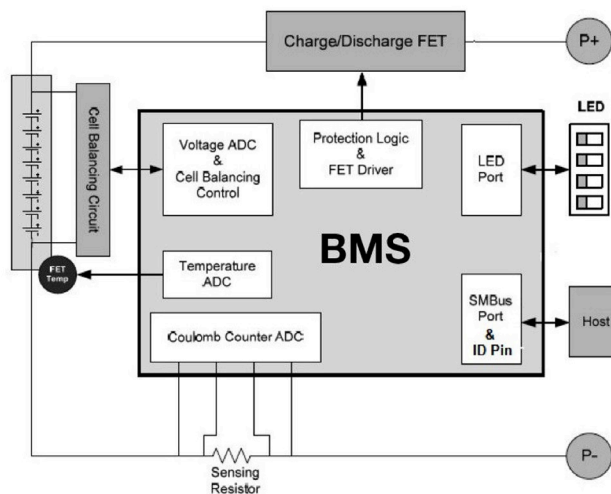 Charge/Discharge FET
P+
LED
Cell Balancing Circuit
Voltage ADC
&
Cell Balancing
Control
Protection Logic
&
FET Driver
LED
Port
BMS
FET
Temp
Temperature
ADC
SMBus
Port
&
ID Pin
Host
Coulomb Counter ADC
Sensing
Resistor
P-